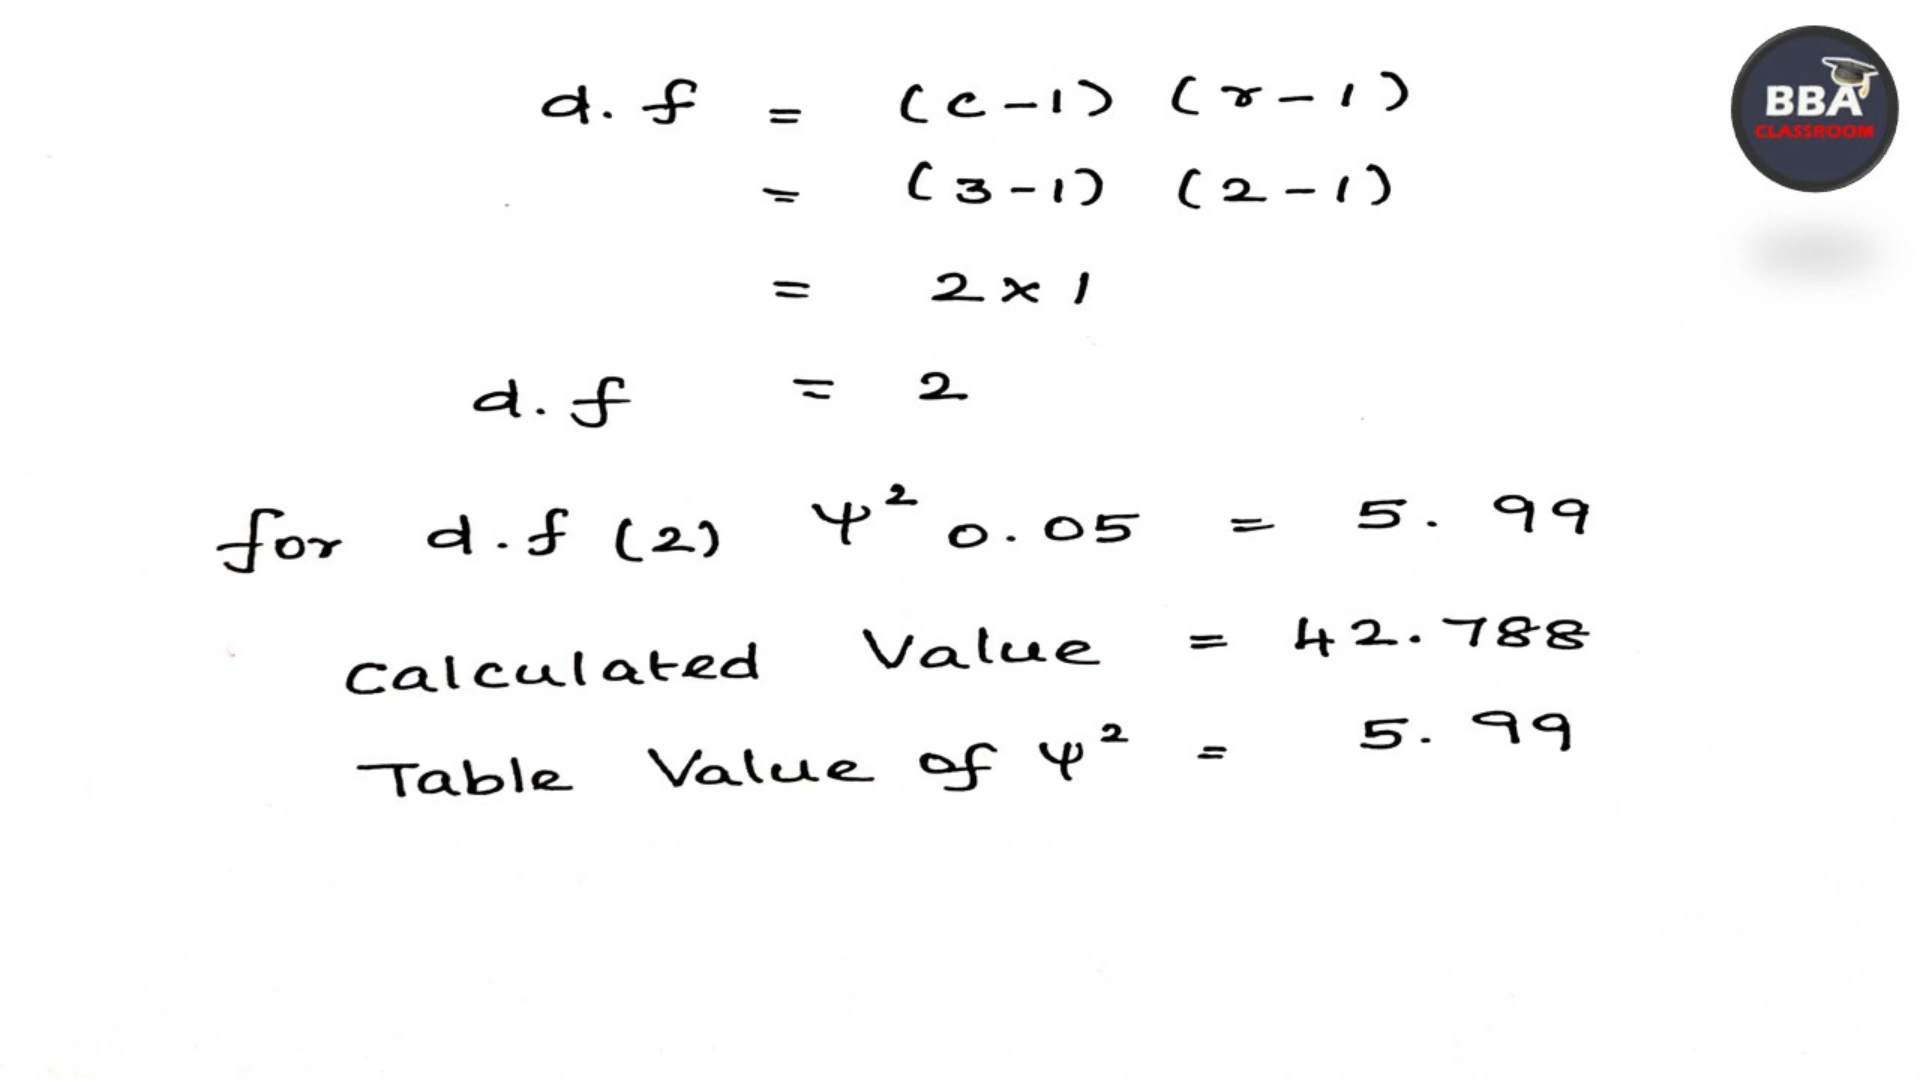 d.f = (c-1) (r-1)
= (3-1) (2-1)
= 2 x 1
d.f = 2
for d.f (2) ψ² 0.05 = 5.99
Calculated Value = 42.788
Table Value of ψ² = 5.99
BBA
CLASSROOM